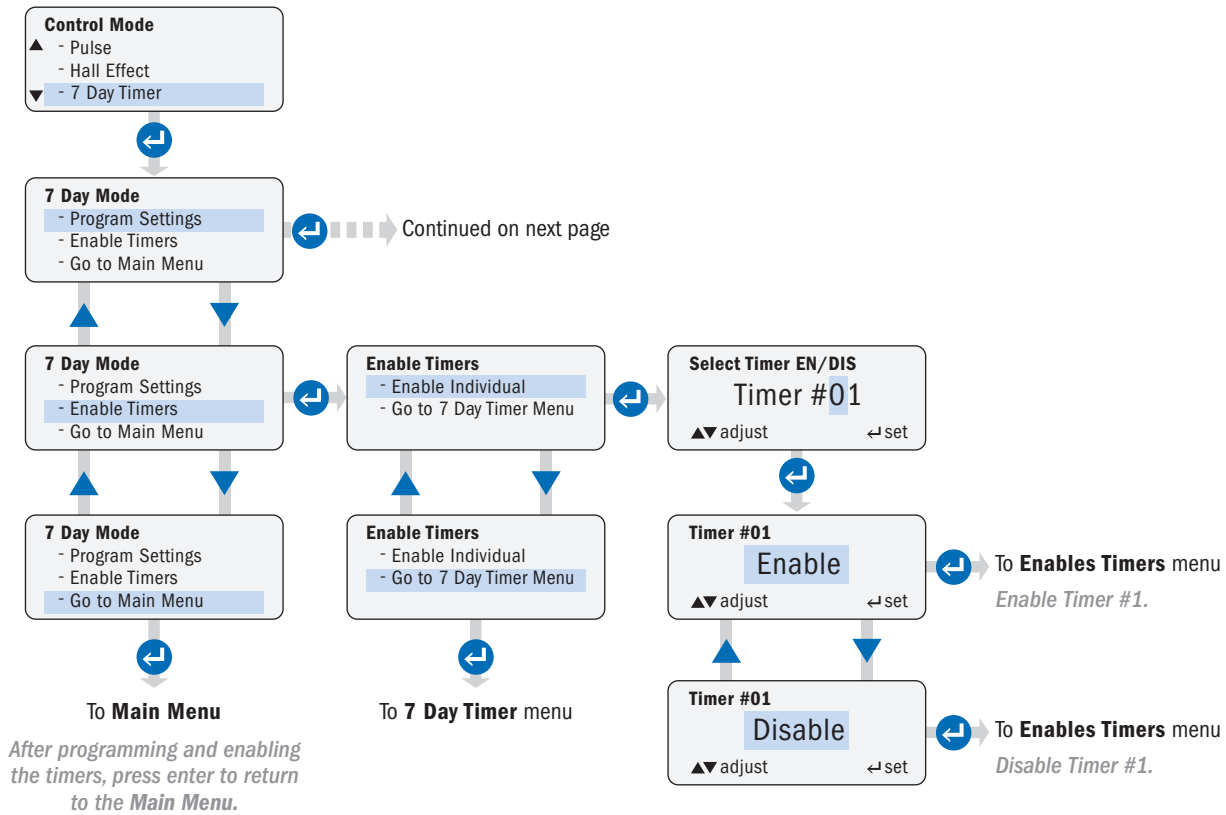 Control Mode
▲ - Pulse
- Hall Effect
▼ - 7 Day Timer
7 Day Mode
- Program Settings
- Enable Timers
- Go to Main Menu
Continued on next page
7 Day Mode
- Program Settings
- Enable Timers
- Go to Main Menu
Enable Timers
- Enable Individual
- Go to 7 Day Timer Menu
Select Timer EN/DIS
Timer #01
▲▼ adjust ↵ set
7 Day Mode
- Program Settings
- Enable Timers
- Go to Main Menu
Enable Timers
- Enable Individual
- Go to 7 Day Timer Menu
Timer #01
Enable
▲▼ adjust ↵ set
To Enables Timers menu
Enable Timer #1.
To Main Menu
After programming and enabling
the timers, press enter to return
to the Main Menu.
To 7 Day Timer menu
Timer #01
Disable
▲▼ adjust ↵ set
To Enables Timers menu
Disable Timer #1.